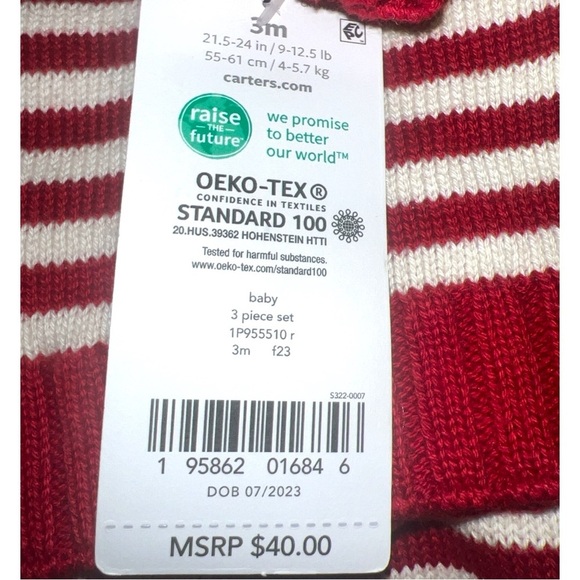 3m
21.5-24 in / 9-12.5 lb
55-61 cm / 4-5.7 kg
carters.com
raise
THE
future™
we promise
to better
our world™
OEKO-TEX®
CONFIDENCE IN TEXTILES
STANDARD 100
20.HUS.39362 HOHENSTEIN HTTI
Tested for harmful substances.
www.oeko-tex.com/standard100
baby
3 piece set
1P955510 r
3m f23
S322-0007
1 95862 01684 6
DOB 07/2023
MSRP $40.00